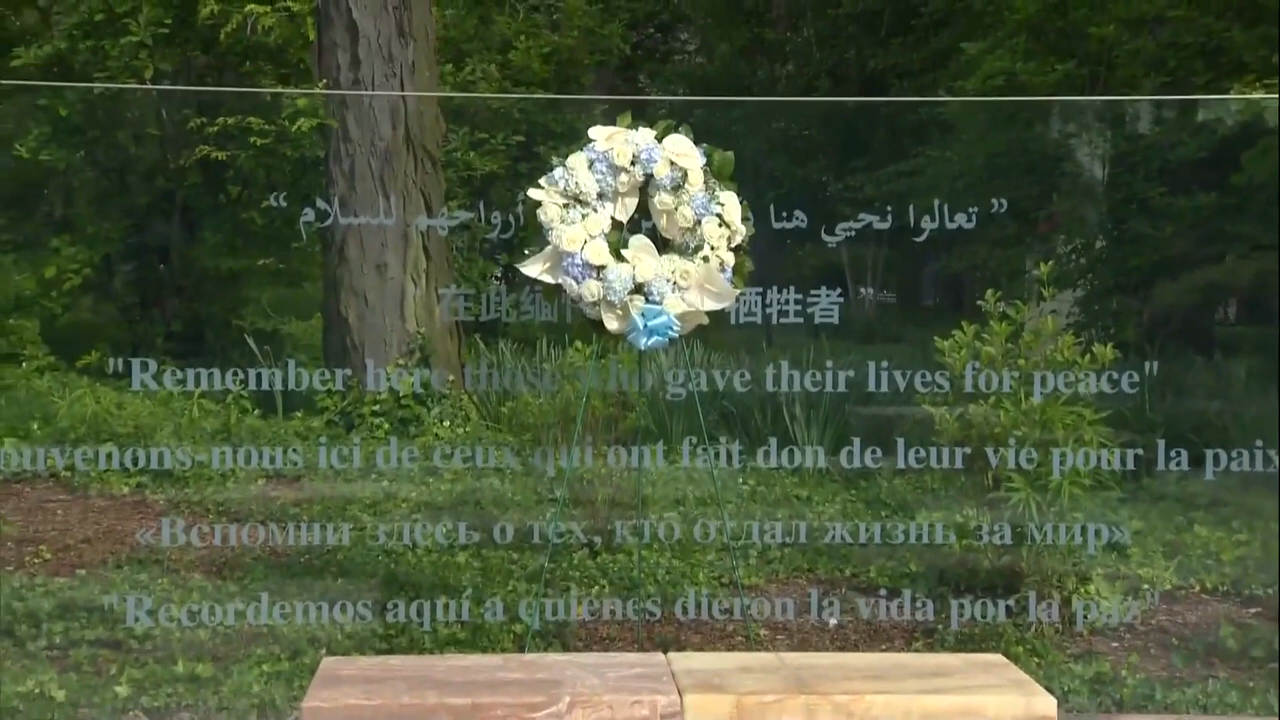 ” تعالوا نحيي هنا أرواحهم للسلام “
在此缅 牺牲者
"Remember here those who gave their lives for peace"
ouvenons-nous ici de ceux qui ont fait don de leur vie pour la paix
«Вспомни здесь о тех, кто отдал жизнь за мир»
"Recordemos aquí a quienes dieron la vida por la paz"